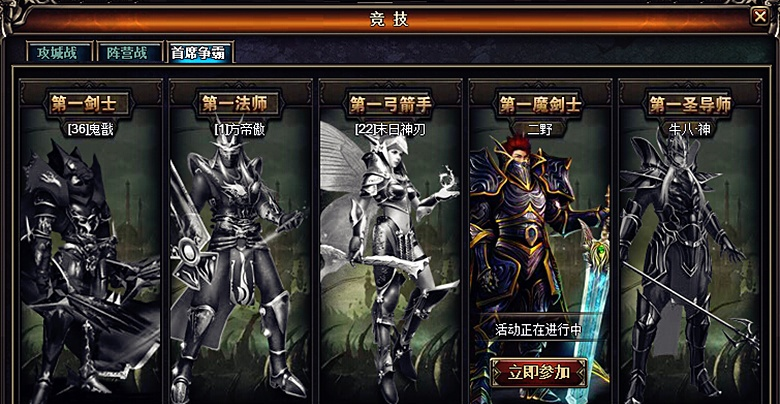 竞技
攻城战
阵营战
首席争霸
第一剑士
第一法师
第一弓箭手
第一魔剑士
第一圣导师
[36]鬼戬
[1]方帝傲
[22]末日神刃
二野
牛八·神
活动正在进行中
立即参加